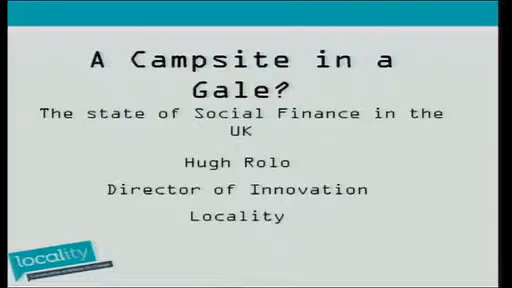 A Campsite in a
Gale?
The state of Social Finance in the
UK
Hugh Rolo
Director of Innovation
Locality
locality